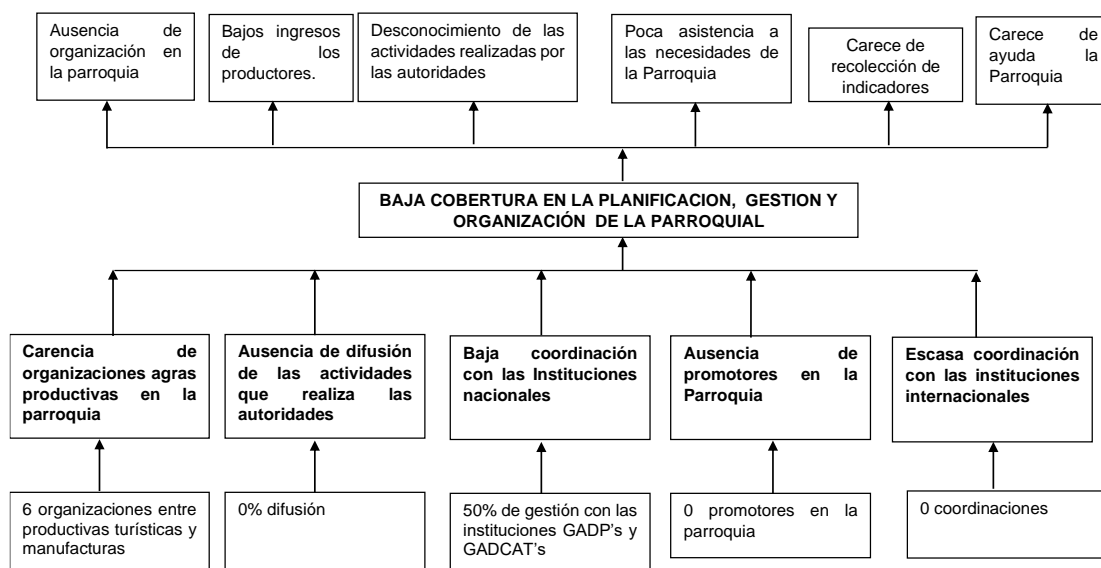 Ausencia de
organización en
la parroquia
Bajos ingresos
de los
productores.
Desconocimiento de las
actividades realizadas por
las autoridades
Poca asistencia a
las necesidades de
la Parroquia
Carece de
recolección de
indicadores
Carece de
ayuda la
Parroquia
BAJA COBERTURA EN LA PLANIFICACION, GESTION Y
ORGANIZACIÓN DE LA PARROQUIAL
Carencia de
organizaciones agras
productivas en la
parroquia
Ausencia de difusión
de las actividades
que realiza las
autoridades
Baja coordinación
con las Instituciones
nacionales
Ausencia de
promotores en la
Parroquia
Escasa coordinación
con las instituciones
internacionales
6 organizaciones entre
productivas turísticas y
manufacturas
0% difusión
50% de gestión con las
instituciones GADP's y
GADCAT's
0 promotores en la
parroquia
0 coordinaciones